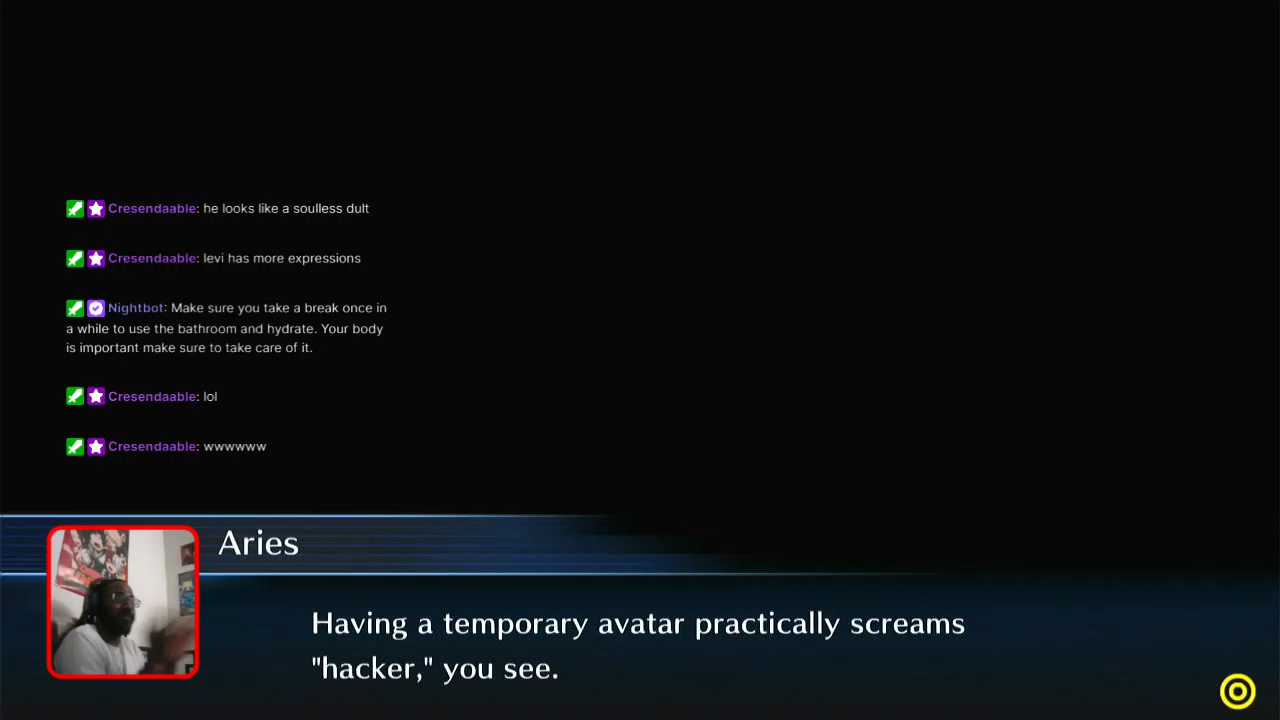 Cresendaable: he looks like a soulless dult
Cresendaable: levi has more expressions
Nightbot: Make sure you take a break once in
a while to use the bathroom and hydrate. Your body
is important make sure to take care of it.
Cresendaable: lol
Cresendaable: wwwwww
Aries
Having a temporary avatar practically screams
"hacker," you see.